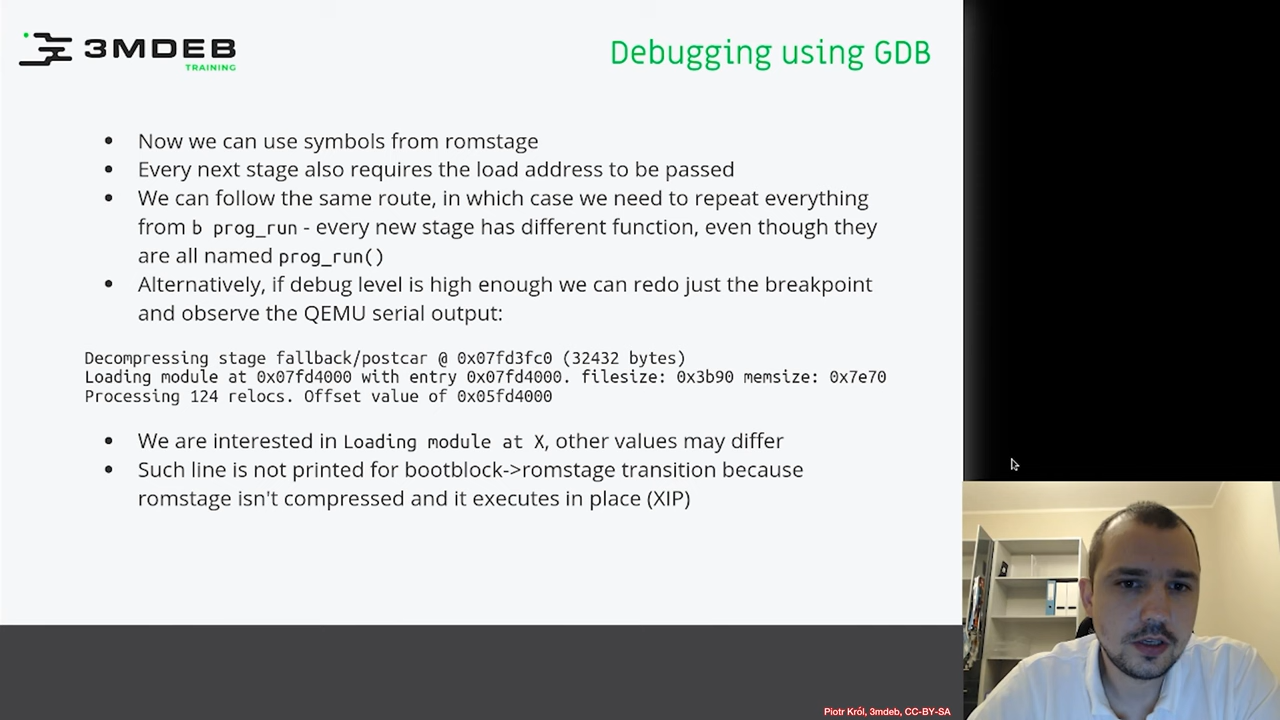 3MDEB
TRAINING
Debugging using GDB
• Now we can use symbols from romstage
• Every next stage also requires the load address to be passed
• We can follow the same route, in which case we need to repeat everything
from b prog_run - every new stage has different function, even though they
are all named prog_run()
• Alternatively, if debug level is high enough we can redo just the breakpoint
and observe the QEMU serial output:
Decompressing stage fallback/postcar @ 0x07fd3fc0 (32432 bytes)
Loading module at 0x07fd4000 with entry 0x07fd4000. filesize: 0x3b90 memsize: 0x7e70
Processing 124 relocs. Offset value of 0x05fd4000
• We are interested in Loading module at X, other values may differ
• Such line is not printed for bootblock->romstage transition because
romstage isn't compressed and it executes in place (XIP)
Piotr Król, 3mdeb, CC-BY-SA